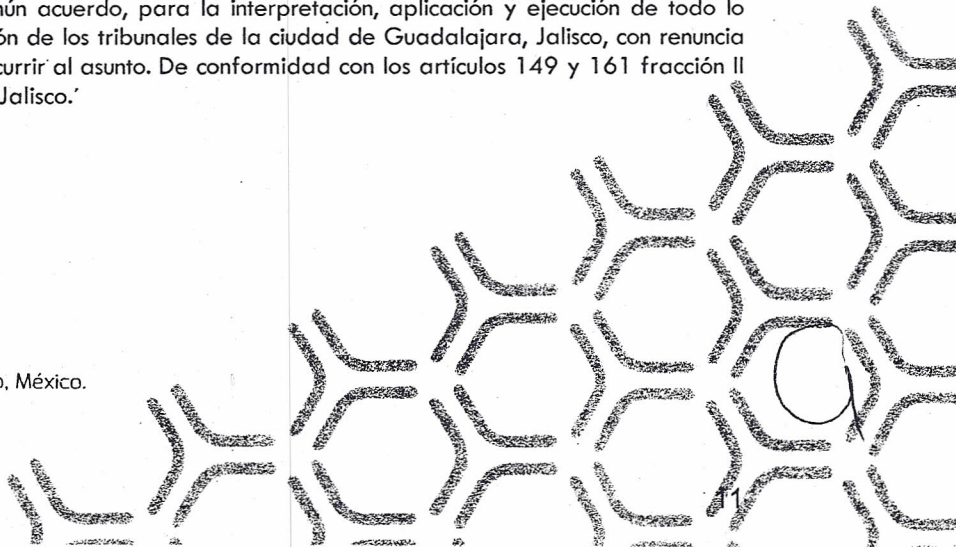 ún acuerdo, para la interpretación, aplicación y ejecución de todo lo
ón de los tribunales de la ciudad de Guadalajara, Jalisco, con renuncia
currir al asunto. De conformidad con los artículos 149 y 161 fracción II
Jalisco.’
, México.
11